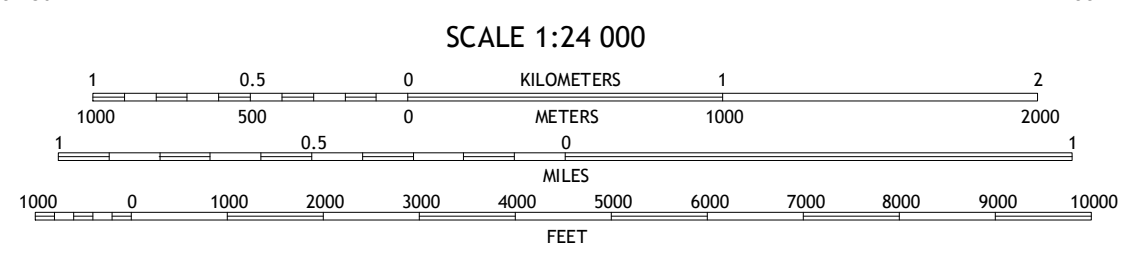 SCALE 1:24 000
1 0.5 0 KILOMETERS 1 2
1000 500 0 METERS 1000 2000
1 0.5 0 1
MILES
1000 0 1000 2000 3000 4000 5000 6000 7000 8000 9000 10000
FEET